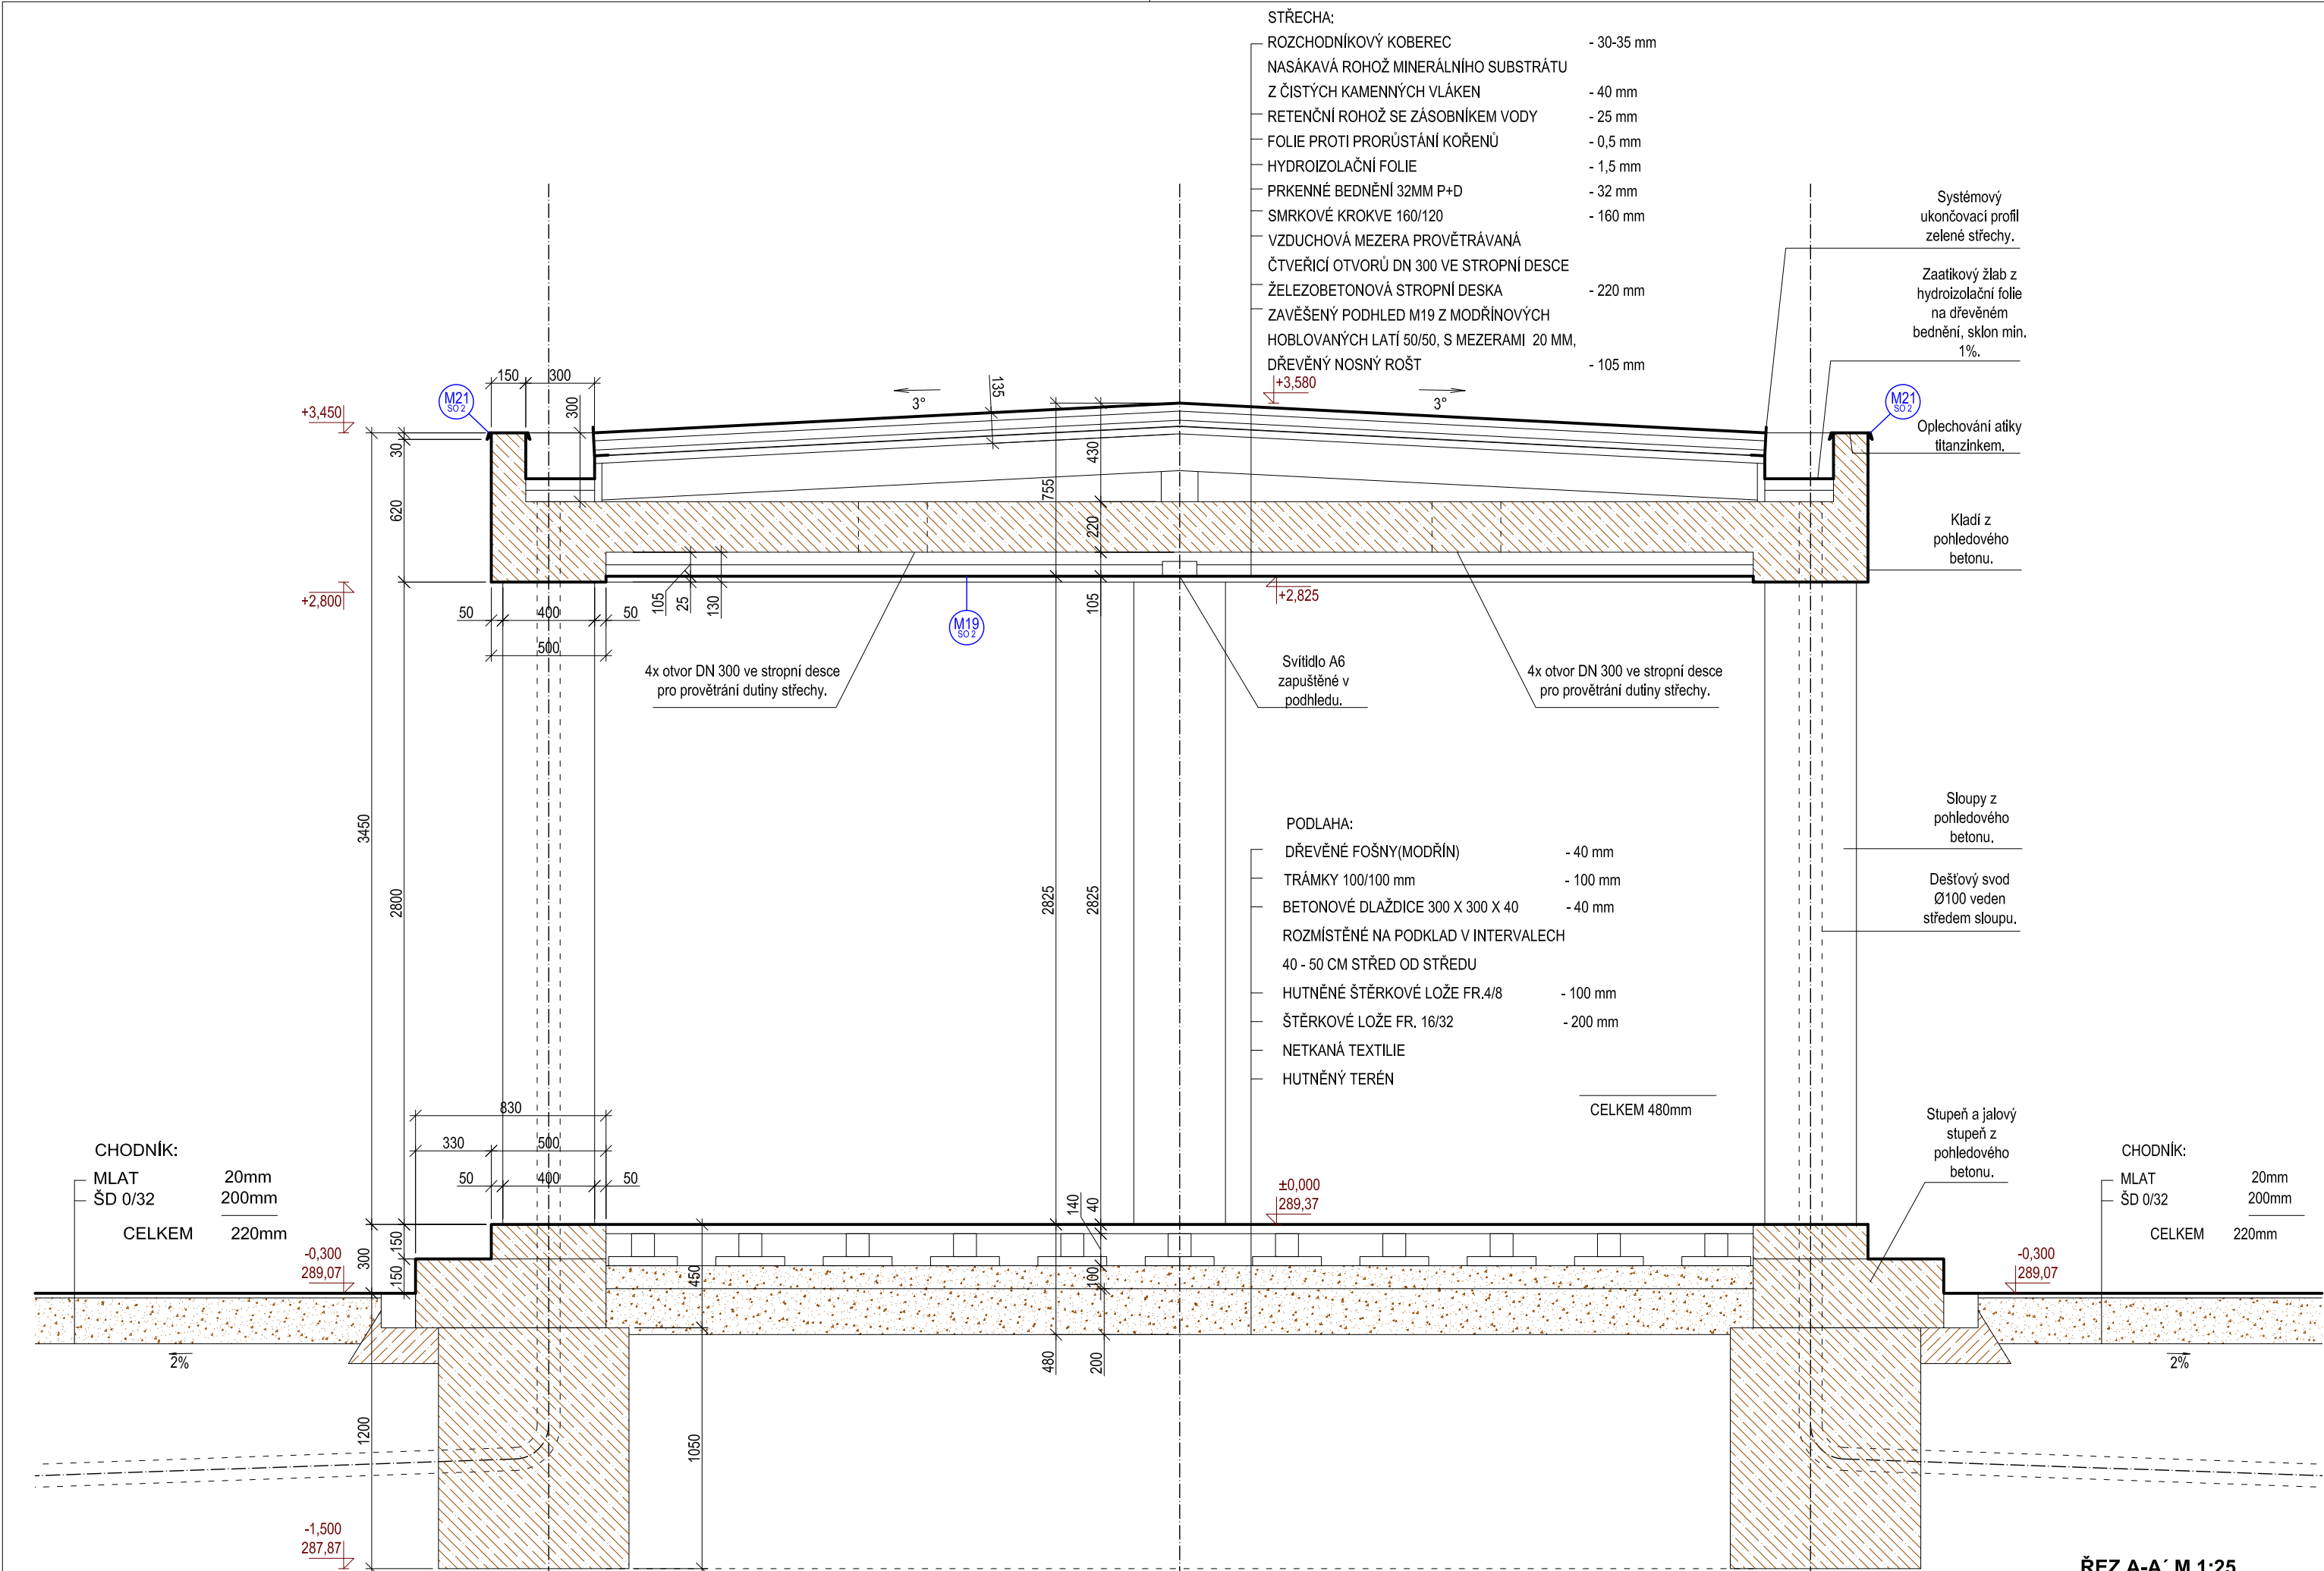 STŘECHA:
ROZCHODNÍKOVÝ KOBEREC - 30-35 mm
NASÁKAVÁ ROHOŽ MINERÁLNÍHO SUBSTRÁTU
Z ČISTÝCH KAMENNÝCH VLÁKEN - 40 mm
RETENČNÍ ROHOŽ SE ZÁSOBNÍKEM VODY - 25 mm
FOLIE PROTI PRORŮSTÁNÍ KOŘENŮ - 0,5 mm
HYDROIZOLAČNÍ FOLIE - 1,5 mm
PRKENNÉ BEDNĚNÍ 32MM P+D - 32 mm
SMRKOVÉ KROKVE 160/120 - 160 mm
VZDUCHOVÁ MEZERA PROVĚTRÁVANÁ
ČTVEŘICÍ OTVORŮ DN 300 VE STROPNÍ DESCE
ŽELEZOBETONOVÁ STROPNÍ DESKA - 220 mm
ZAVĚŠENÝ PODHLED M19 Z MODŘÍNOVÝCH
HOBLOVANÝCH LATÍ 50/50, S MEZERAMI 20 MM,
DŘEVĚNÝ NOSNÝ ROŠT - 105 mm
Systémový
ukončovací profil
zelené střechy.
Zaatikový žlab z
hydroizolační folie
na dřevěném
bednění, sklon min.
1%.
M21
SO 2
Oplechování atiky
titanzinkem.
Kladí z
pohledového
betonu.
Sloupy z
pohledového
betonu.
Dešťový svod
Ø100 veden
středem sloupu.
Stupeň a jalový
stupeň z
pohledového
betonu.
150 300
M21
SO 2
+3,450
300
135
3°
3°
+3,580
30
620
430
755
220
+2,800
105
25
130
105
+2,825
50 400 50
500
M19
SO 2
4x otvor DN 300 ve stropní desce
pro provětrání dutiny střechy.
Svítidlo A6
zapuštěné v
podhledu.
4x otvor DN 300 ve stropní desce
pro provětrání dutiny střechy.
3450
2800
2825
2825
PODLAHA:
DŘEVĚNÉ FOŠNY(MODŘÍN) - 40 mm
TRÁMKY 100/100 mm - 100 mm
BETONOVÉ DLAŽDICE 300 X 300 X 40 - 40 mm
ROZMÍSTĚNÉ NA PODKLAD V INTERVALECH
40 - 50 CM STŘED OD STŘEDU
HUTNĚNÉ ŠTĚRKOVÉ LOŽE FR.4/8 - 100 mm
ŠTĚRKOVÉ LOŽE FR. 16/32 - 200 mm
NETKANÁ TEXTILIE
HUTNĚNÝ TERÉN
CELKEM 480mm
830
330 500
50 400 50
CHODNÍK:
MLAT 20mm
ŠD 0/32 200mm
CELKEM 220mm
-0,300
289,07
300
150
150
450
140
40
100
±0,000
289,37
CHODNÍK:
MLAT 20mm
ŠD 0/32 200mm
CELKEM 220mm
-0,300
289,07
2%
480
200
2%
1200
1050
-1,500
287,87
ŘEZ A-A´ M 1:25